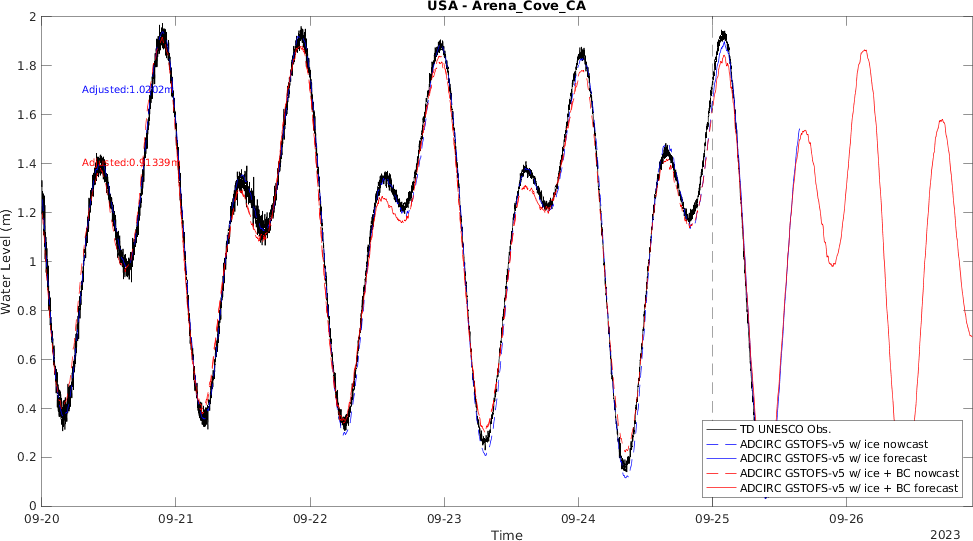 USA - Arena_Cove_CA
2
1.8
1.6
1.4
1.2
1
0.8
0.6
0.4
0.2
0
Water Level (m)
Adjusted:1.0202m
Adjusted:0.91339m
TD UNESCO Obs.
ADCIRC GSTOFS-v5 w/ ice nowcast
ADCIRC GSTOFS-v5 w/ ice forecast
ADCIRC GSTOFS-v5 w/ ice + BC nowcast
ADCIRC GSTOFS-v5 w/ ice + BC forecast
09-20 09-21 09-22 09-23 09-24 09-25 09-26
Time
2023